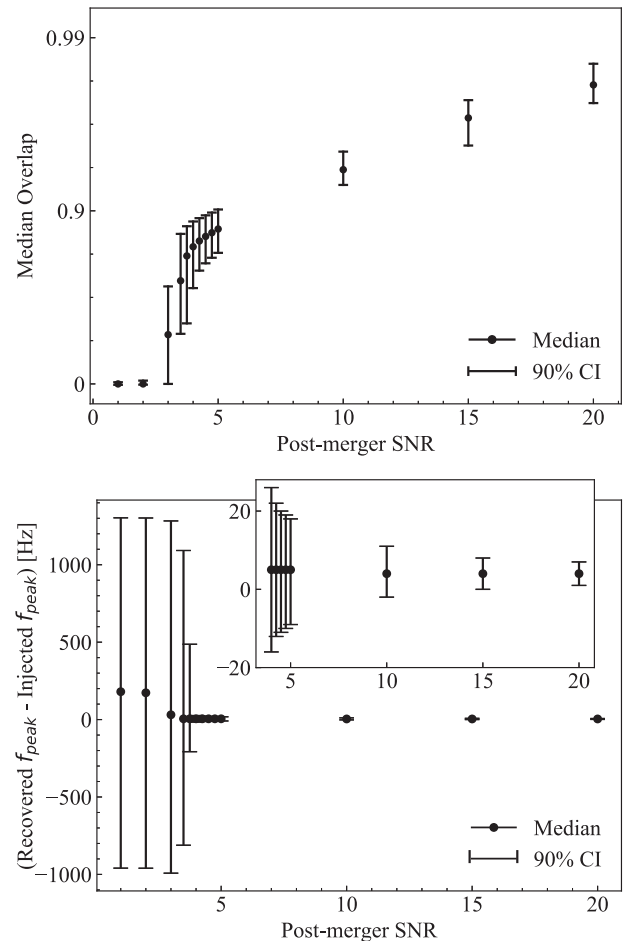 0.99
0.9
0
Median Overlap
Median
90% CI
0 5 10 15 20
Post-merger SNR
20
0
−20
5 10 15 20
1000
500
0
−500
−1000
(Recovered f_peak - Injected f_peak) [Hz]
Median
90% CI
0 5 10 15 20
Post-merger SNR